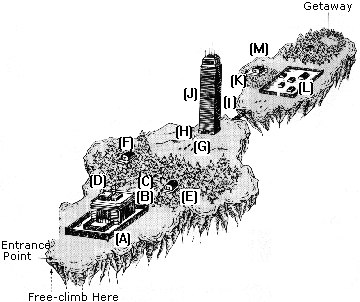 Getaway
(M)
(K)
(J)
(L)
(I)
(H)
(G)
(F)
(D)
(C)
(B)
(E)
(A)
Entrance
Point
Free-climb Here